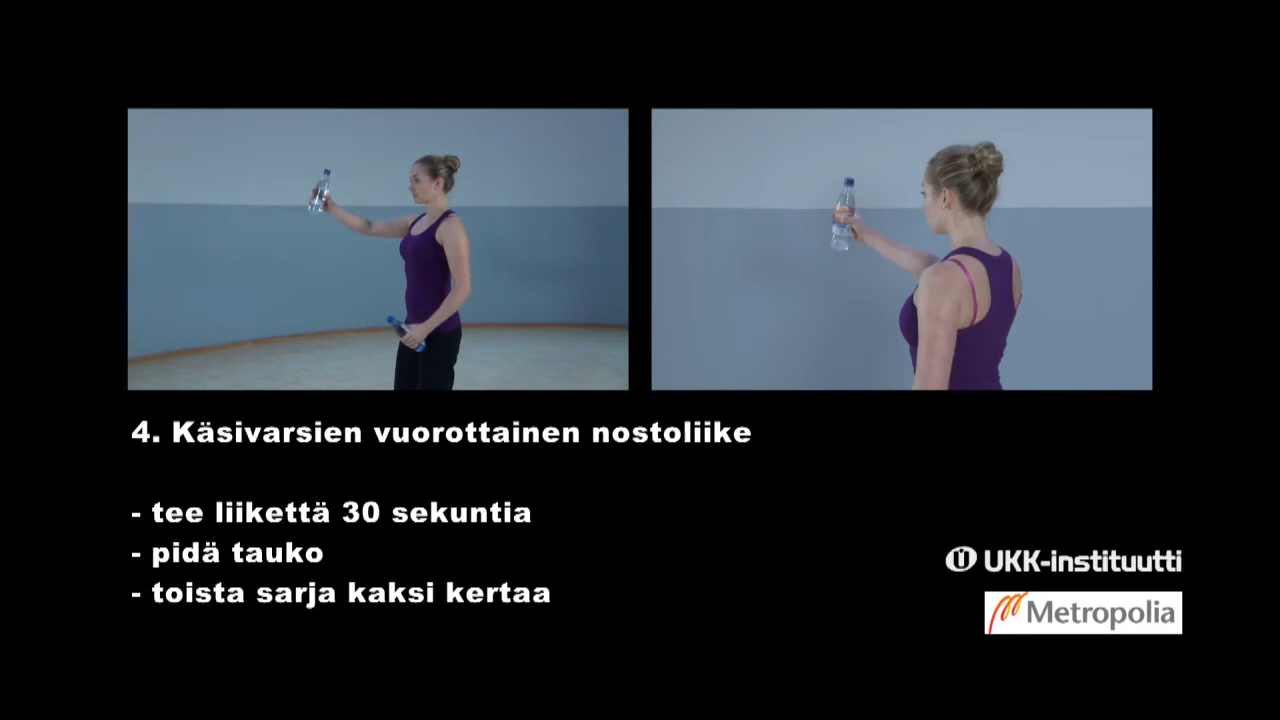 4. Käsivarsien vuorottainen nostoliike
- tee liikettä 30 sekuntia
- pidä tauko
- toista sarja kaksi kertaa
UKK-instituutti
Metropolia